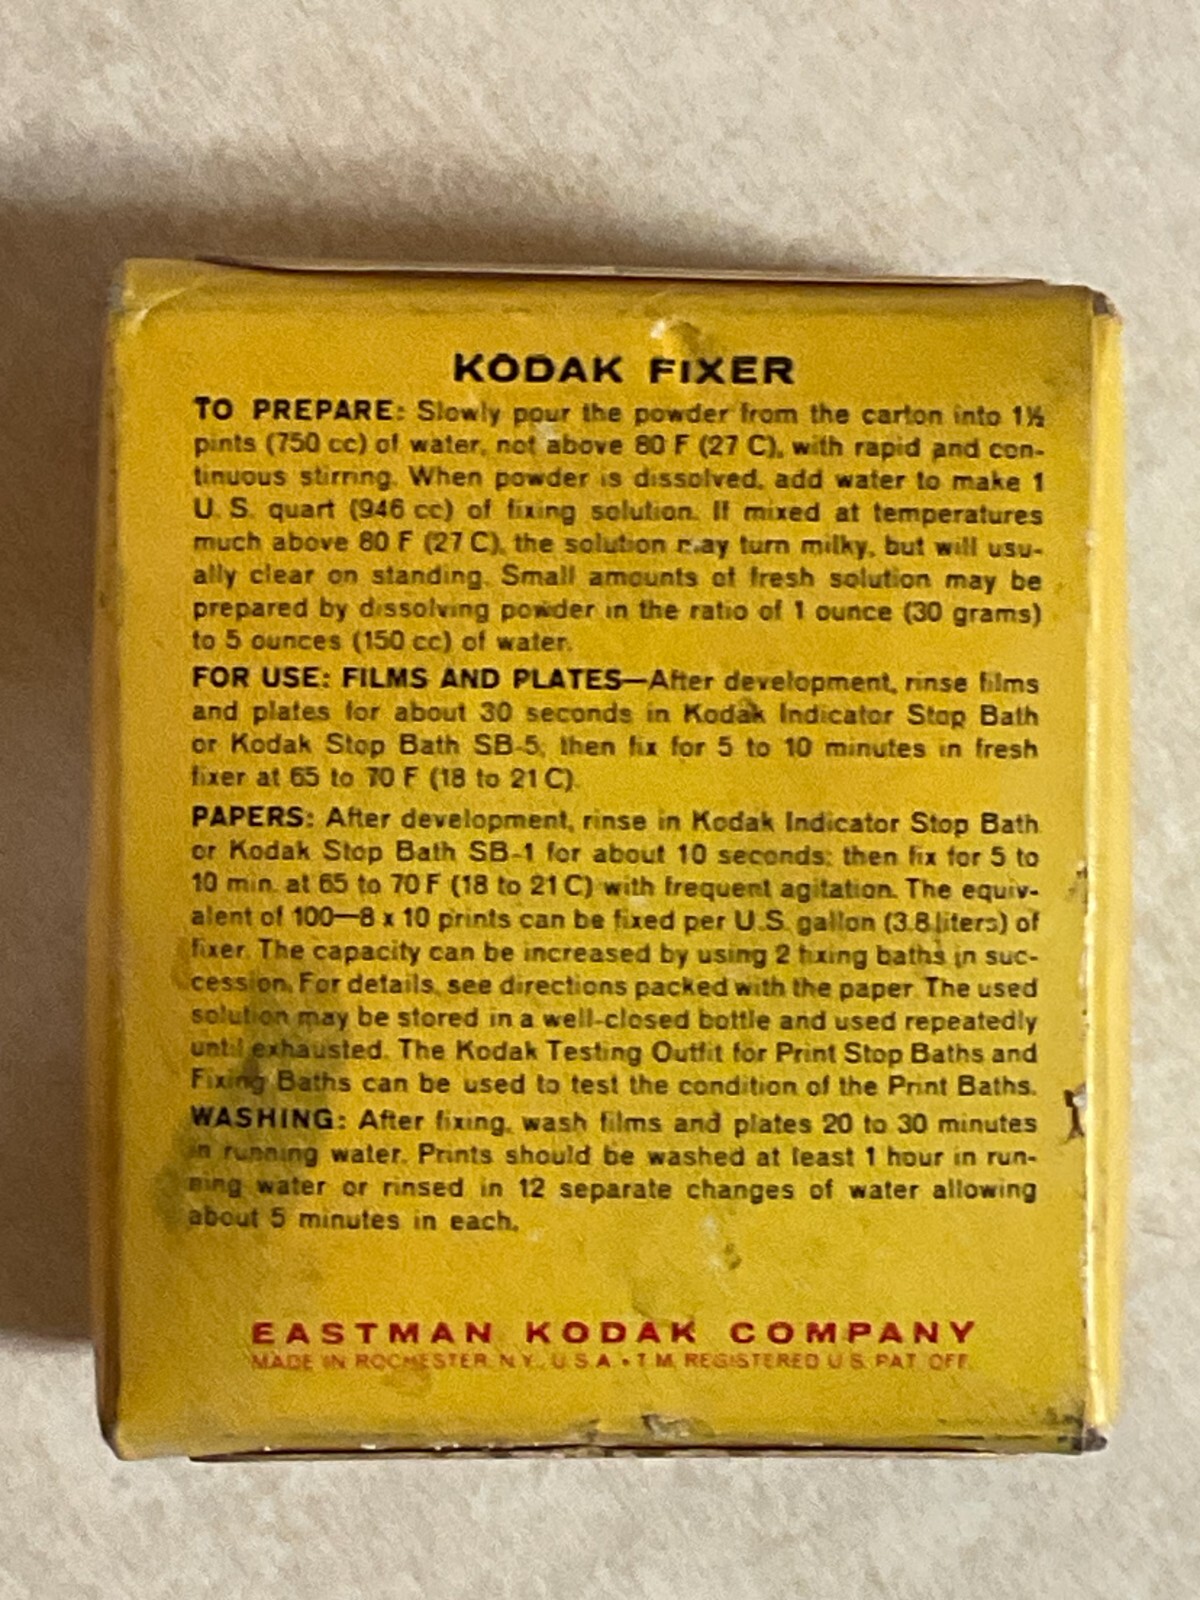 KODAK FIXER
TO PREPARE: Slowly pour the powder from the carton into 1½
pints (750 cc) of water, not above 80 F (27 C), with rapid and con-
tinuous stirring. When powder is dissolved, add water to make 1
U. S. quart (946 cc) of fixing solution. If mixed at temperatures
much above 80 F (27 C), the solution may turn milky, but will usu-
ally clear on standing. Small amounts of fresh solution may be
prepared by dissolving powder in the ratio of 1 ounce (30 grams)
to 5 ounces (150 cc) of water.
FOR USE: FILMS AND PLATES—After development, rinse films
and plates for about 30 seconds in Kodak Indicator Stop Bath
or Kodak Stop Bath SB-5; then fix for 5 to 10 minutes in fresh
fixer at 65 to 70 F (18 to 21 C).
PAPERS: After development, rinse in Kodak Indicator Stop Bath
or Kodak Stop Bath SB-1 for about 10 seconds; then fix for 5 to
10 min. at 65 to 70 F (18 to 21 C) with frequent agitation. The equiv-
alent of 100—8 x 10 prints can be fixed per U.S. gallon (3.8 liters) of
fixer. The capacity can be increased by using 2 fixing baths in suc-
cession. For details, see directions packed with the paper. The used
solution may be stored in a well-closed bottle and used repeatedly
until exhausted. The Kodak Testing Outfit for Print Stop Baths and
Fixing Baths can be used to test the condition of the Print Baths.
WASHING: After fixing, wash films and plates 20 to 30 minutes
in running water. Prints should be washed at least 1 hour in run-
ning water or rinsed in 12 separate changes of water allowing
about 5 minutes in each.
EASTMAN KODAK COMPANY
MADE IN ROCHESTER, N.Y., U.S.A. • T.M. REGISTERED U.S. PAT. OFF.